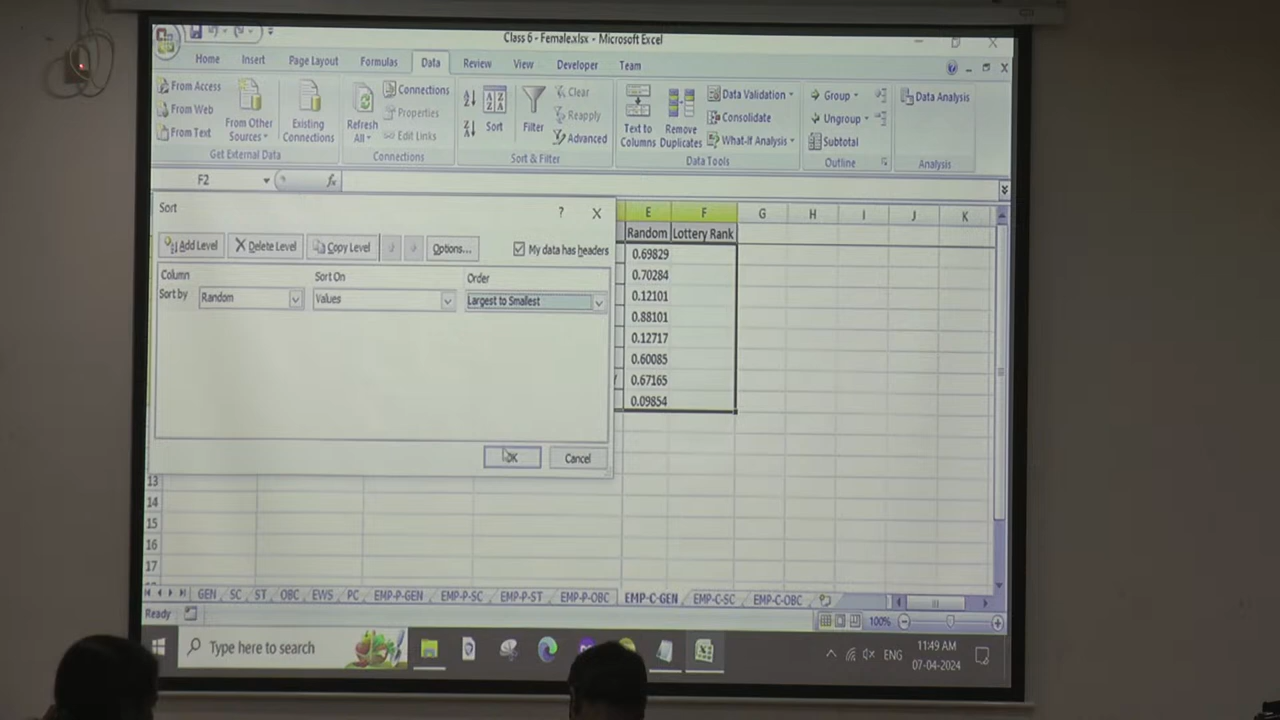 Class 6 - Female.xlsx - Microsoft Excel
Home Insert Page Layout Formulas Data Review View Developer Team
From Access
From Web
From Text
From Other Sources
Existing Connections
Get External Data
Refresh All
Connections
Properties
Edit Links
Connections
Sort
Filter
Clear
Reapply
Advanced
Sort & Filter
Text to Columns
Remove Duplicates
Data Validation
Consolidate
What-If Analysis
Data Tools
Group
Ungroup
Subtotal
Outline
Data Analysis
Analysis
F2 fx
Sort ?
Add Level Delete Level Copy Level Options... My data has headers
Column Sort On Order
Sort by Random Values Largest to Smallest
OK Cancel
E F G H I J K
Random Lottery Rank
0.69829
0.70284
0.12101
0.88101
0.12717
0.60085
0.67165
0.09854
13
14
15
16
17
GEN SC ST OBC EWS PC EMP-P-GEN EMP-P-SC EMP-P-ST EMP-P-OBC EMP-C-GEN EMP-C-SC EMP-C-OBC
Ready 100%
Type here to search ENG 11:49 AM
07-04-2024